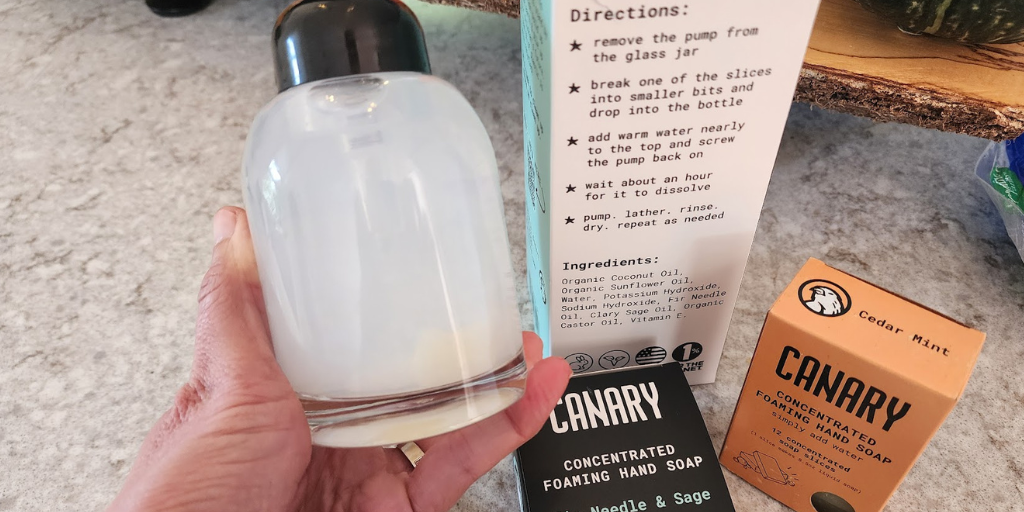 Directions:
★ remove the pump from
the glass jar
★ break one of the slices
into smaller bits and
drop into the bottle
★ add warm water nearly
to the top and screw
the pump back on
★ wait about an hour
for it to dissolve
★ pump. lather. rinse.
dry. repeat as needed
Ingredients:
Organic Coconut Oil,
Organic Sunflower Oil,
Water, Potassium Hydroxide,
Sodium Hydroxide, Fir Needle
Oil, Clary Sage Oil, Organic
Castor Oil, Vitamin E.
1%
CANARY
CONCENTRATED
FOAMING HAND SOAP
Needle & Sage
Cedar Mint
CANARY
CONCENTRATED
FOAMING HAND SOAP
simply add water
12 concentrated
soap slices